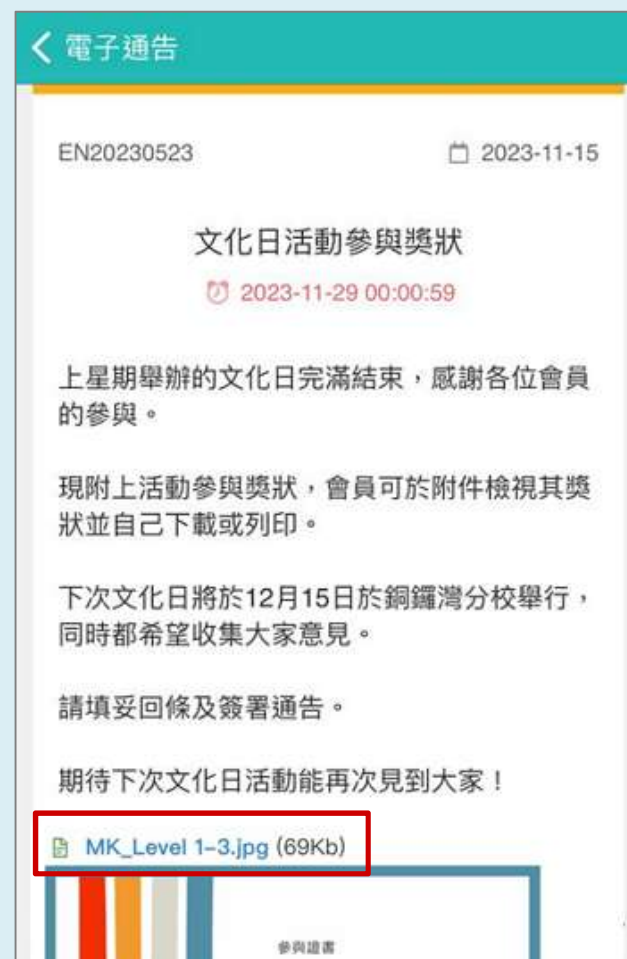 電子通告
EN20230523
2023-11-15
文化日活動參與獎狀
2023-11-29 00:00:59
上星期舉辦的文化日完滿結束，感謝各位會員
的參與。
現附上活動參與獎狀，會員可於附件檢視其獎
狀並自己下載或列印。
下次文化日將於12月15日於銅鑼灣分校舉行，
同時都希望收集大家意見。
請填妥回條及簽署通告。
期待下次文化日活動能再次見到大家！
MK_Level 1-3.jpg (69Kb)
參與證書